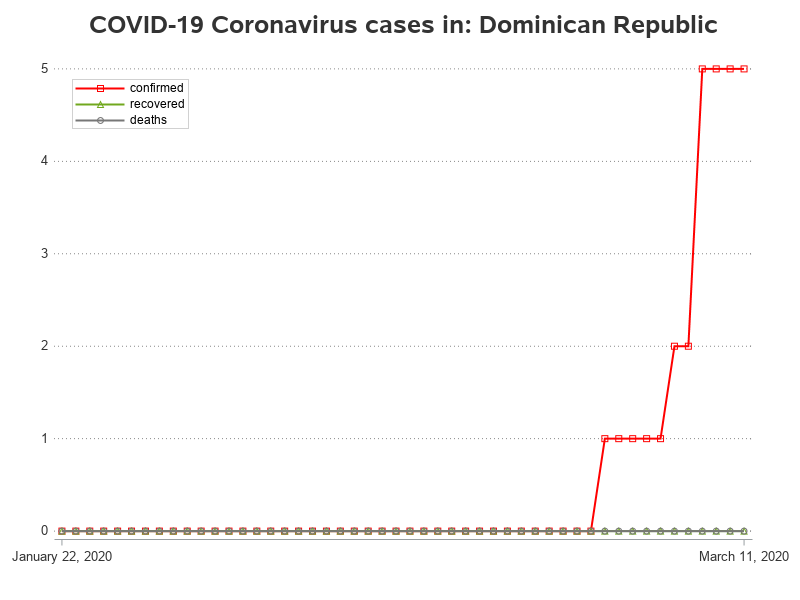 COVID-19 Coronavirus cases in: Dominican Republic
5
confirmed
recovered
deaths
4
3
2
1
0
January 22, 2020
March 11, 2020